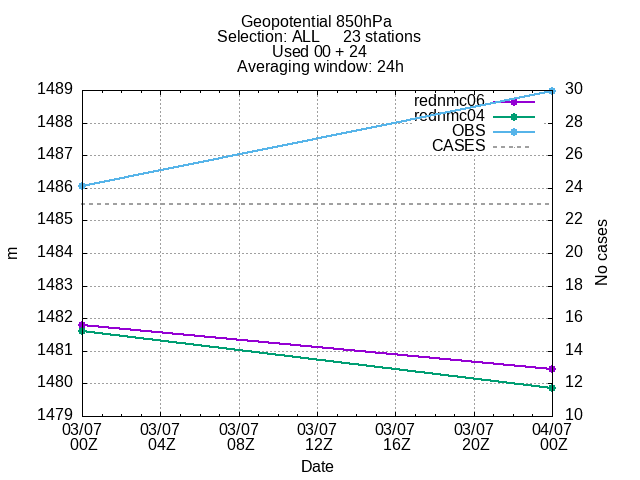 Geopotential 850hPa
Selection: ALL 23 stations
Used 00 + 24
Averaging window: 24h
1489
1488
1487
1486
1485
1484
1483
1482
1481
1480
1479
m
rednmc06
rednmc04
OBS
CASES
30
28
26
24
22
20
18
16
14
12
10
No cases
03/07 03/07 03/07 03/07 03/07 03/07 04/07
00Z 04Z 08Z 12Z 16Z 20Z 00Z
Date